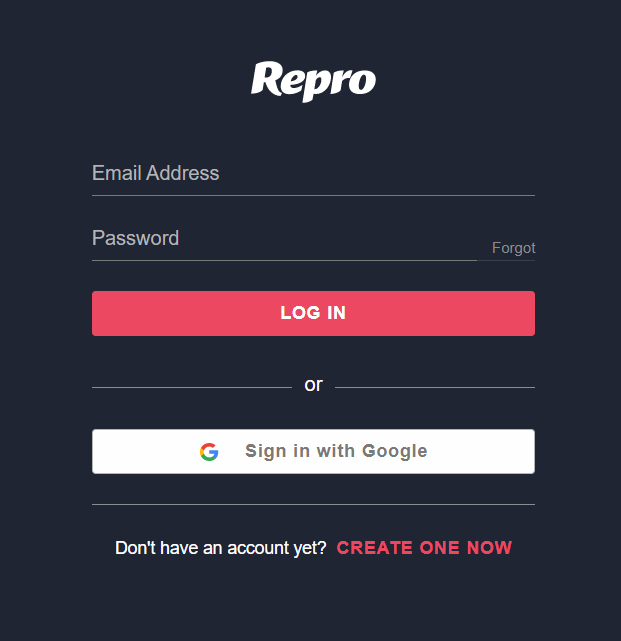 Repro
Email Address
Password
Forgot
LOG IN
or
Sign in with Google
Don't have an account yet? CREATE ONE NOW